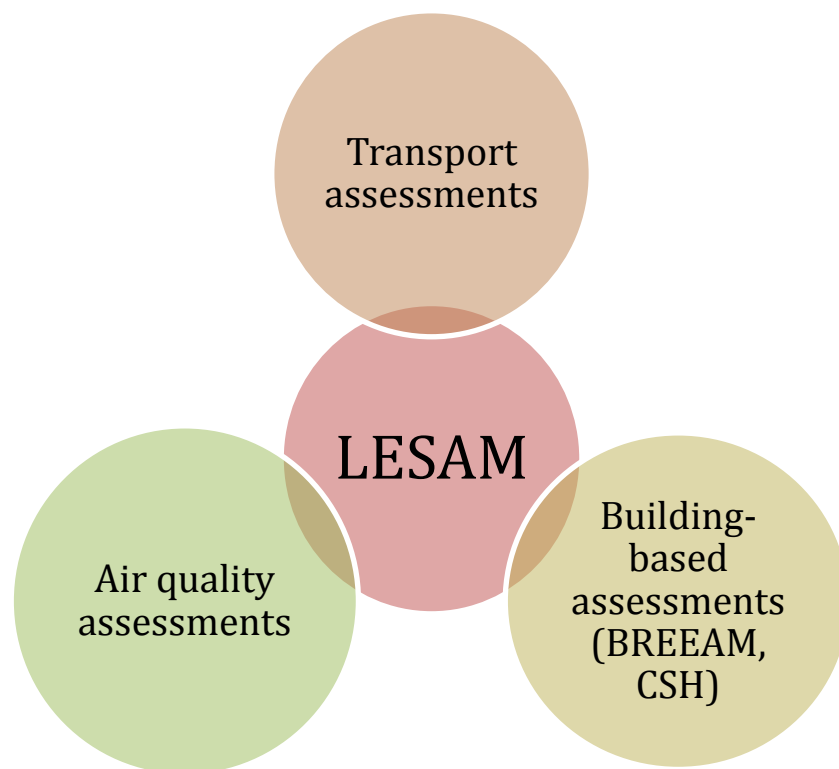 Transport
assessments
LESAM
Air quality
assessments
Building-
based
assessments
(BREEAM,
CSH)